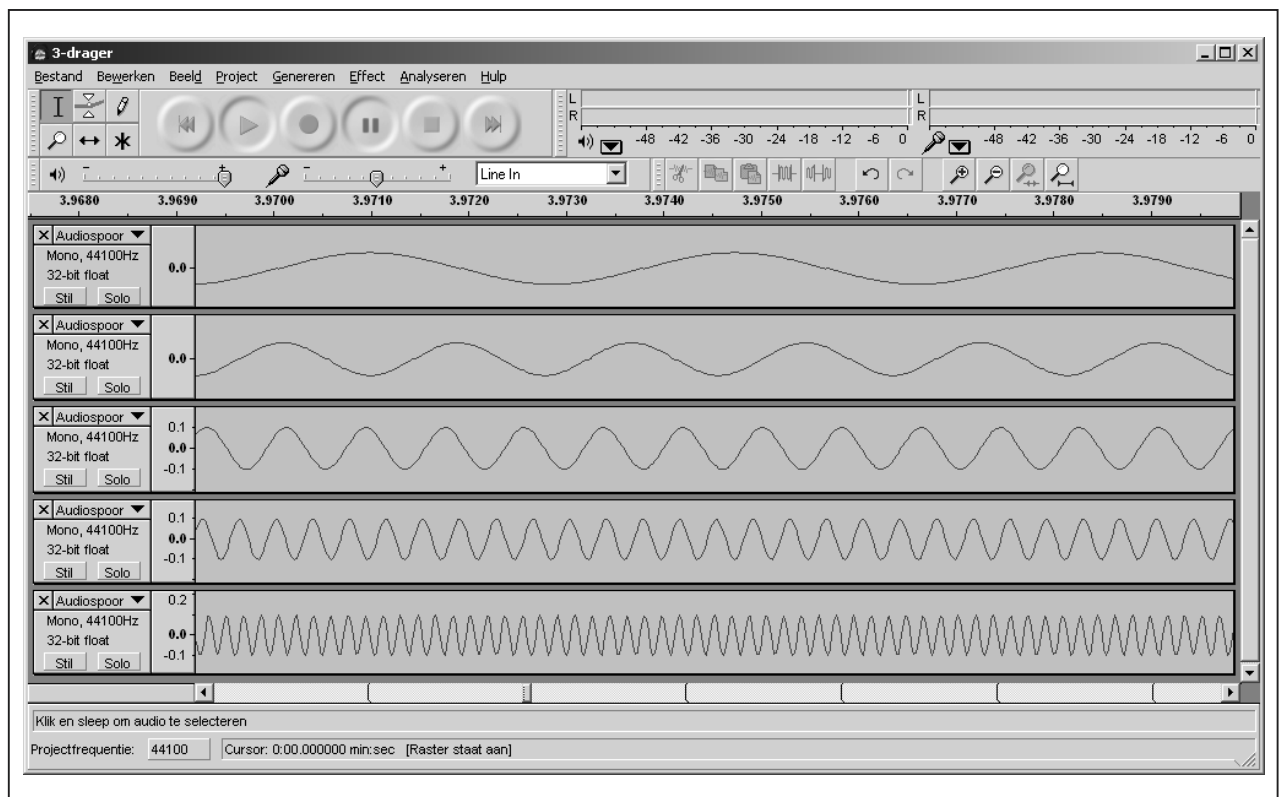 3-drager
Bestand Bewerken Beeld Project Genereren Effect Analyseren Hulp
L L
R R
-48 -42 -36 -30 -24 -18 -12 -6 0 -48 -42 -36 -30 -24 -18 -12 -6 0
- + - + Line In
3.9680 3.9690 3.9700 3.9710 3.9720 3.9730 3.9740 3.9750 3.9760 3.9770 3.9780 3.9790
Audiospoor
Mono, 44100Hz
32-bit float
0.0
Stil Solo
Audiospoor
Mono, 44100Hz
32-bit float
0.0
Stil Solo
Audiospoor
Mono, 44100Hz
32-bit float
0.1
0.0
-0.1
Stil Solo
Audiospoor
Mono, 44100Hz
32-bit float
0.1
0.0
-0.1
Stil Solo
Audiospoor
Mono, 44100Hz
32-bit float
0.2
0.0
-0.1
Stil Solo
Klik en sleep om audio te selecteren
Projectfrequentie: 44100 Cursor: 0:00.000000 min:sec [Raster staat aan]